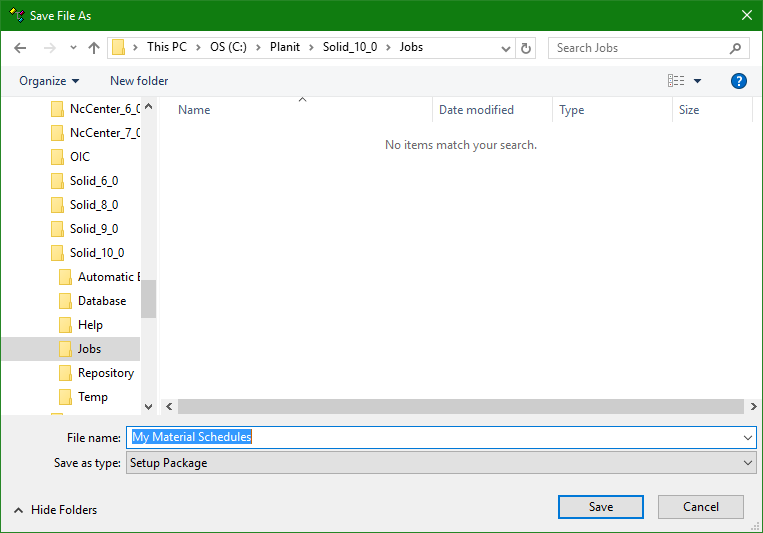 Save File As
This PC > OS (C:) > Planit > Solid_10_0 > Jobs
Search Jobs
Organize
New folder
?
Name
Date modified
Type
Size
No items match your search.
NcCenter_6_0
NcCenter_7_0
OIC
Solid_6_0
Solid_8_0
Solid_9_0
Solid_10_0
Automatic E
Database
Help
Jobs
Repository
Temp
File name: My Material Schedules
Save as type: Setup Package
Hide Folders
Save
Cancel